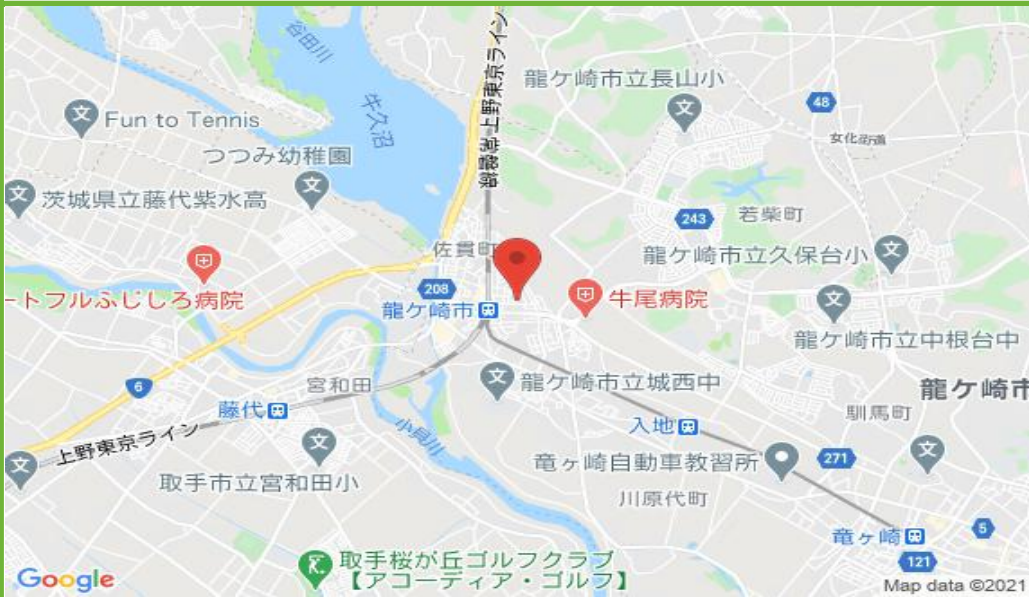 谷田川
牛久沼
上野東京ライン
龍ケ崎市立長山小
48
女化街道
Fun to Tennis
つつみ幼稚園
茨城県立藤代紫水高
243
若柴町
佐貫町
龍ケ崎市立久保台小
ートフルふじしろ病院
208
龍ケ崎市
牛尾病院
龍ケ崎市立中根台中
6
宮和田
龍ケ崎市立城西中
龍ケ崎市
馴馬町
藤代
小貝川
入地
上野東京ライン
竜ヶ崎自動車教習所
271
取手市立宮和田小
川原代町
竜ヶ崎
5
121
取手桜が丘ゴルフクラブ
【アコーディア・ゴルフ】
Google
Map data ©2021